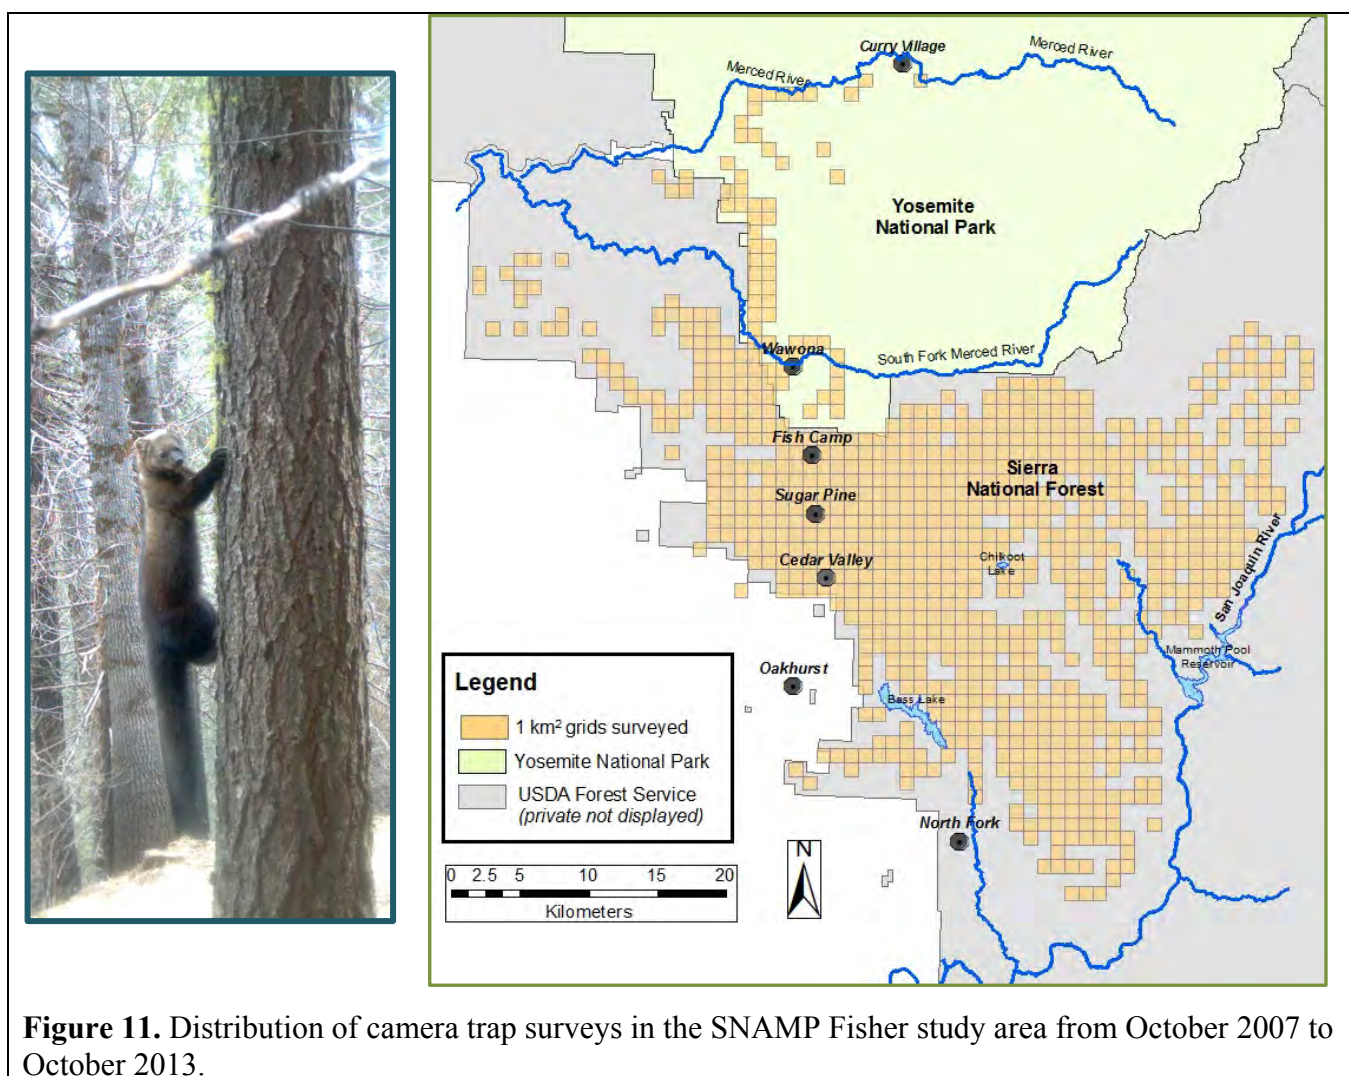 Curry Village
Merced River
Merced River
Yosemite
National Park
Wawona
South Fork Merced River
Fish Camp
Sierra
National Forest
Sugar Pine
Chilkoot
Lake
Cedar Valley
San Joaquin River
Mammoth Pool
Reservoir
Oakhurst
Bass Lake
Legend
1 km² grids surveyed
Yosemite National Park
USDA Forest Service
(private not displayed)
North Fork
N
0 2.5 5 10 15 20
Kilometers
Figure 11. Distribution of camera trap surveys in the SNAMP Fisher study area from October 2007 to
October 2013.